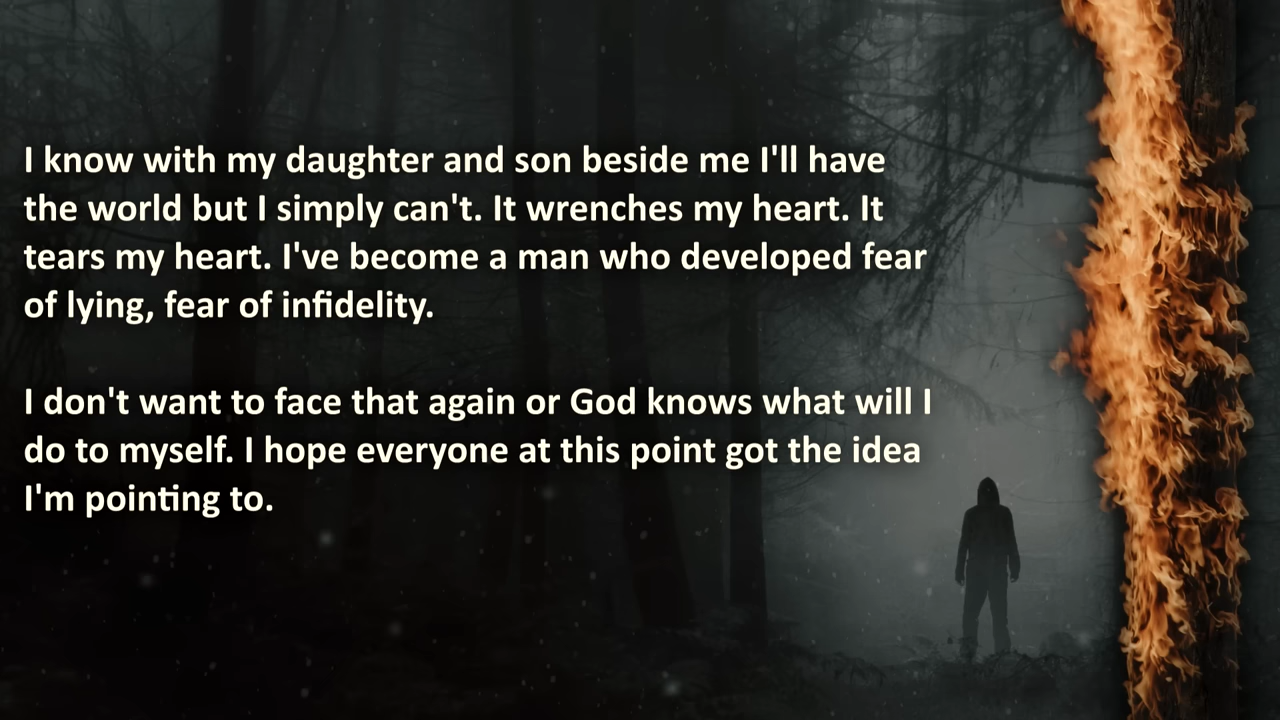 I know with my daughter and son beside me I'll have
the world but I simply can't. It wrenches my heart. It
tears my heart. I've become a man who developed fear
of lying, fear of infidelity.
I don't want to face that again or God knows what will I
do to myself. I hope everyone at this point got the idea
I'm pointing to.